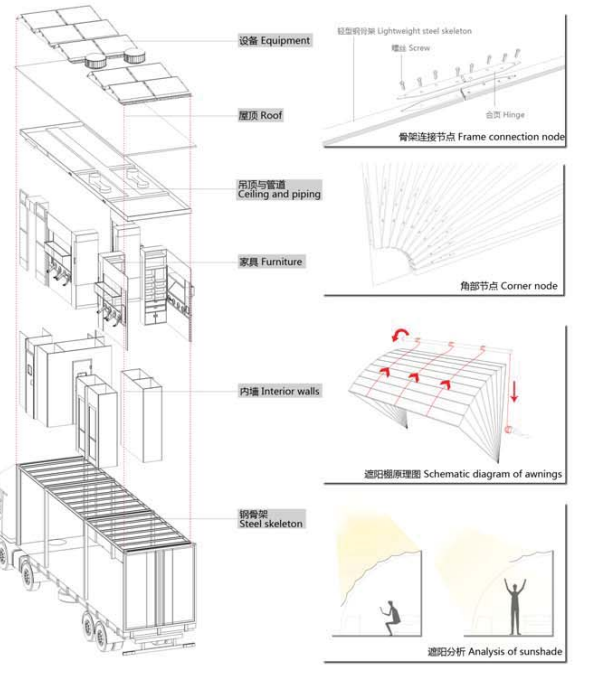 设备 Equipment
屋顶 Roof
吊顶与管道
Ceiling and piping
家具 Furniture
内墙 Interior walls
钢骨架
Steel skeleton
轻型钢骨架 Lightweight steel skeleton
螺丝 Screw
合页 Hinge
骨架连接节点 Frame connection node
角部节点 Corner node
遮阳棚原理图 Schematic diagram of awnings
遮阳分析 Analysis of sunshade